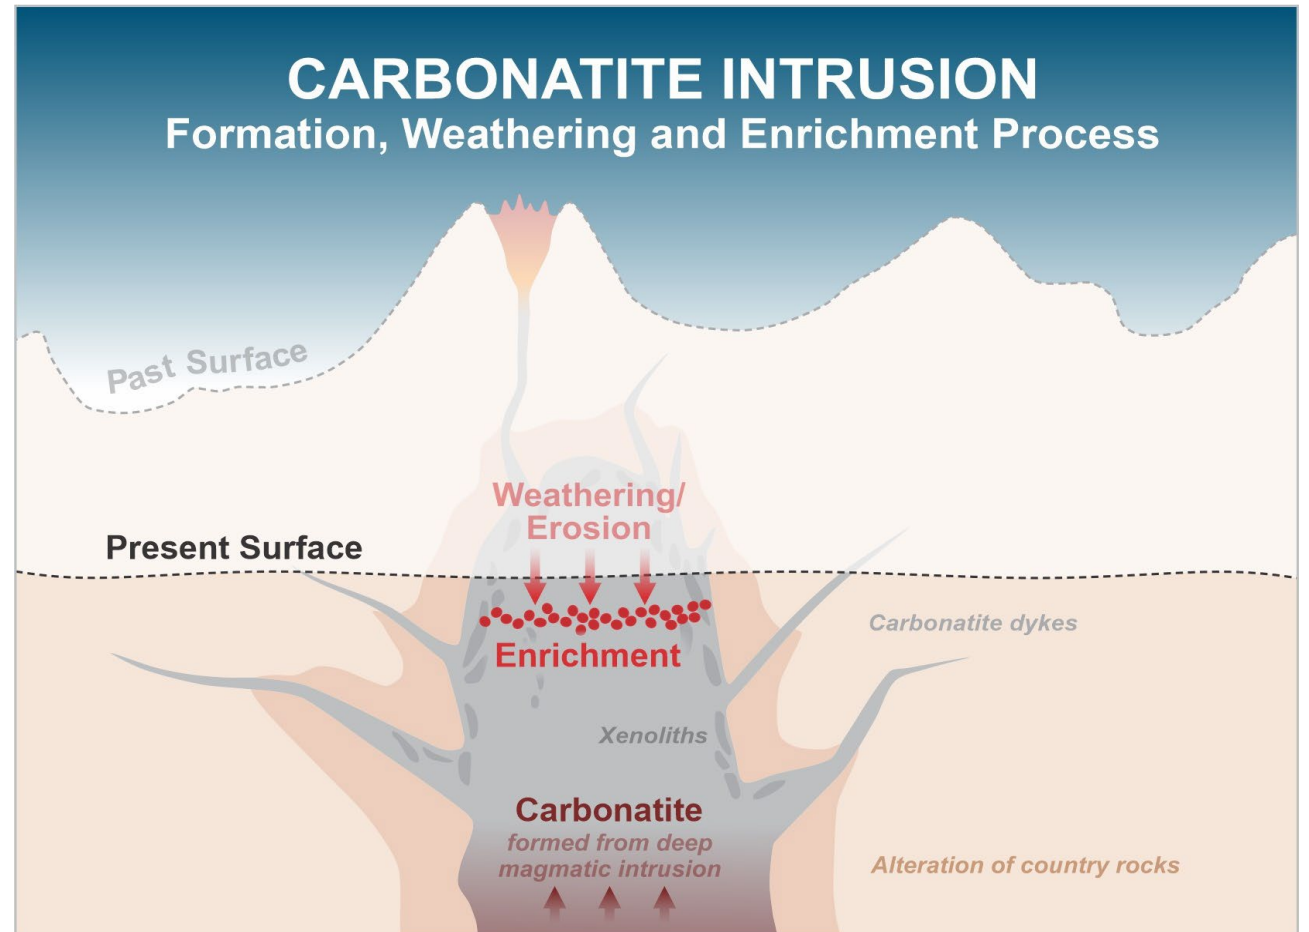 CARBONATITE INTRUSION
Formation, Weathering and Enrichment Process
Past Surface
Weathering/
Erosion
Present Surface
Carbonatite dykes
Enrichment
Xenoliths
Carbonatite
formed from deep
magmatic intrusion
Alteration of country rocks